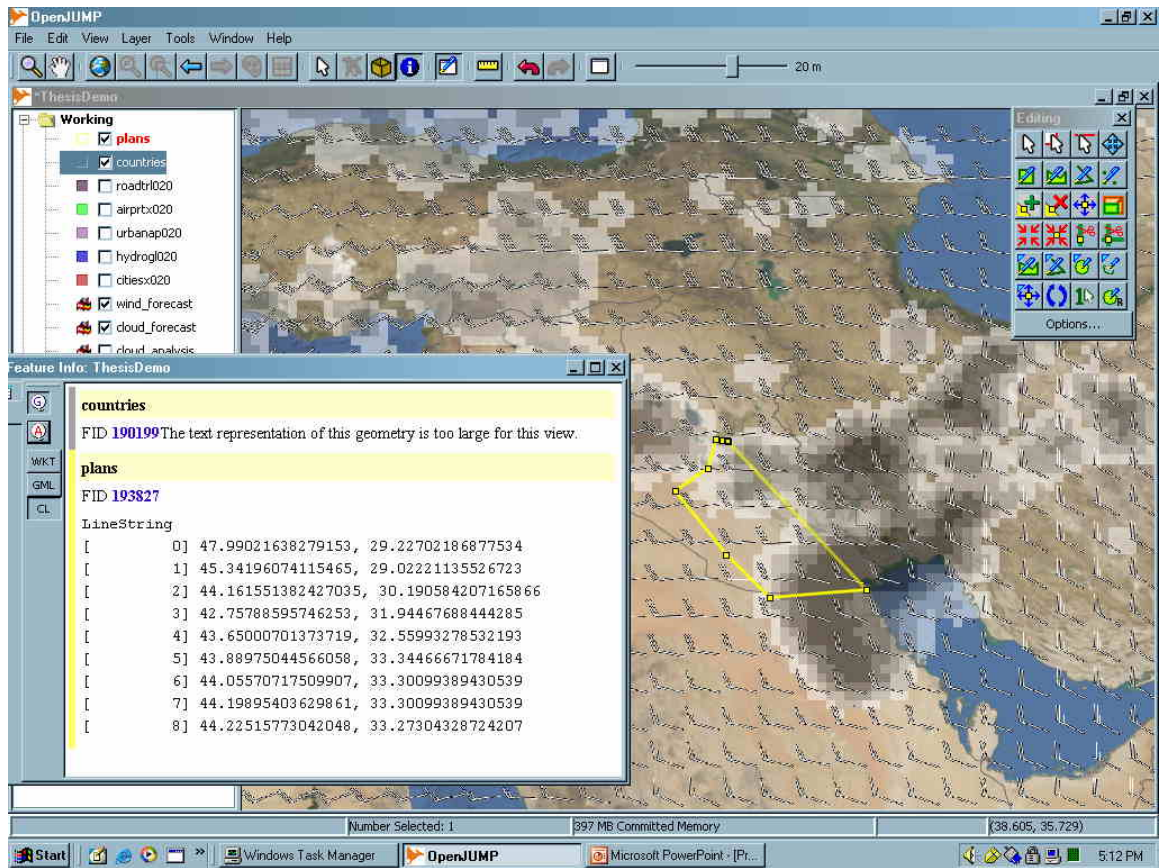 OpenJUMP
File Edit View Layer Tools Window Help
20 m
*ThesisDemo
Working
plans
countries
roadtrl020
airprtx020
urbanap020
hydrogl020
citiesx020
wind_forecast
cloud_forecast
cloud_analysis
Editing
1
R
Options...
Feature Info: ThesisDemo
G
A
WKT
GML
CL
countries
FID 190199The text representation of this geometry is too large for this view.
plans
FID 193827
LineString
[ 0] 47.99021638279153, 29.22702186877534
[ 1] 45.34196074115465, 29.02221135526723
[ 2] 44.161551382427035, 30.190584207165866
[ 3] 42.75788595746253, 31.94467688444285
[ 4] 43.65000701373719, 32.55993278532193
[ 5] 43.88975044566058, 33.34466671784184
[ 6] 44.05570717509907, 33.30099389430539
[ 7] 44.19895403629861, 33.30099389430539
[ 8] 44.22515773042048, 33.27304328724207
Number Selected: 1
397 MB Committed Memory
(38.605, 35.729)
Start
»
Windows Task Manager
OpenJUMP
Microsoft PowerPoint - [Pr...
5:12 PM